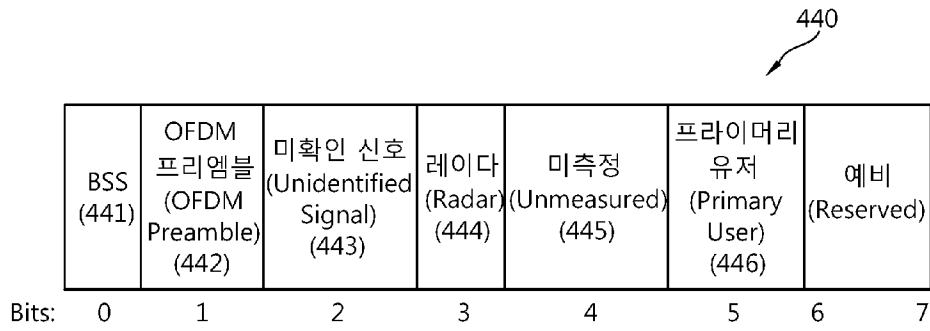 440
BSS
(441)
OFDM
프리엠블
(OFDM
Preamble)
(442)
미확인 신호
(Unidentified
Signal)
(443)
레이다
(Radar)
(444)
미측정
(Unmeasured)
(445)
프라이머리
유저
(Primary
User)
(446)
예비
(Reserved)
Bits: 0 1 2 3 4 5 6 7